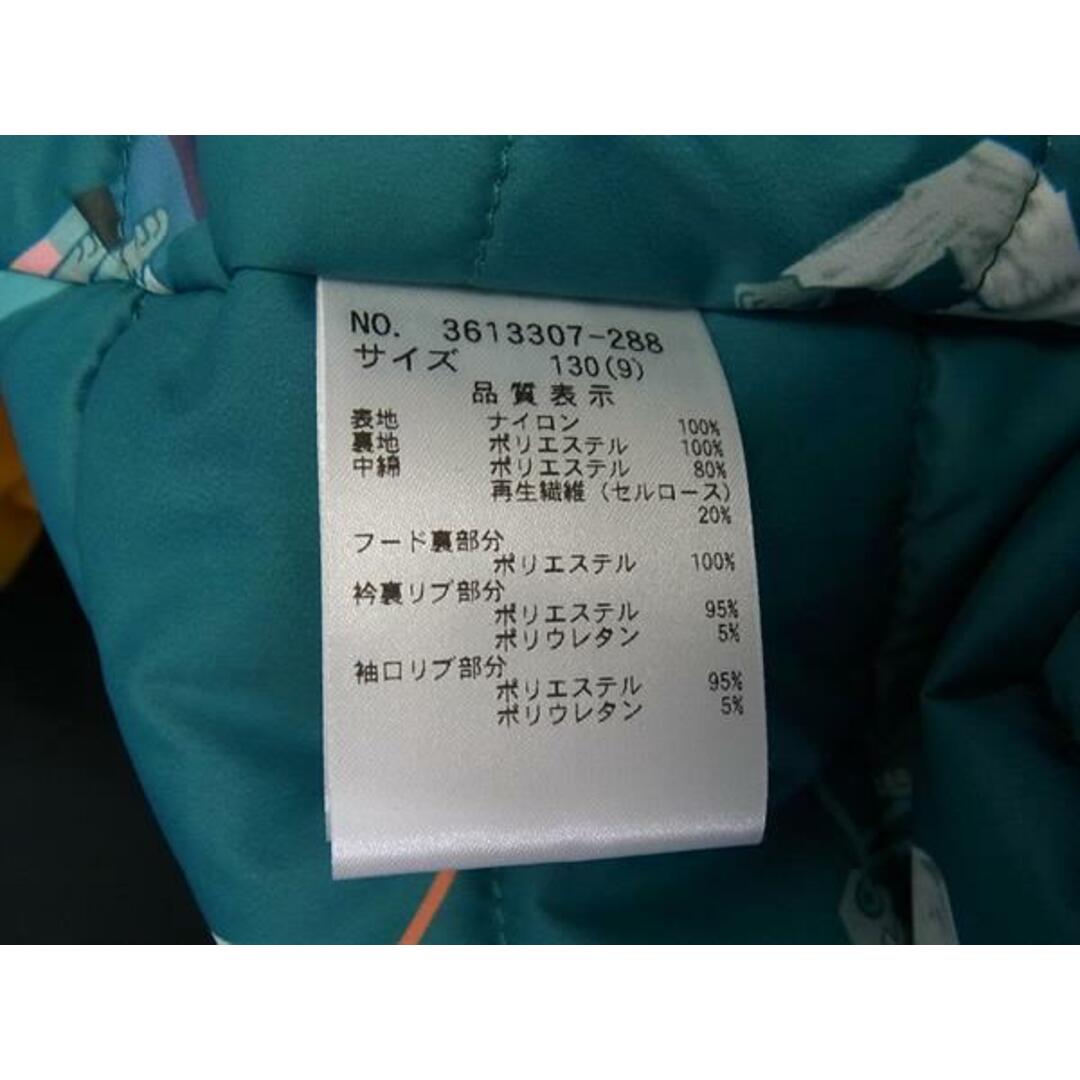 NO. 3613307-288
サイズ 130(9)
品質表示
表地 ナイロン 100%
裏地 ポリエステル 100%
中綿 ポリエステル 80%
再生繊維(セルロース)
20%
フード裏部分
ポリエステル 100%
衿裏リブ部分
ポリエステル 95%
ポリウレタン 5%
袖口リブ部分
ポリエステル 95%
ポリウレタン 5%